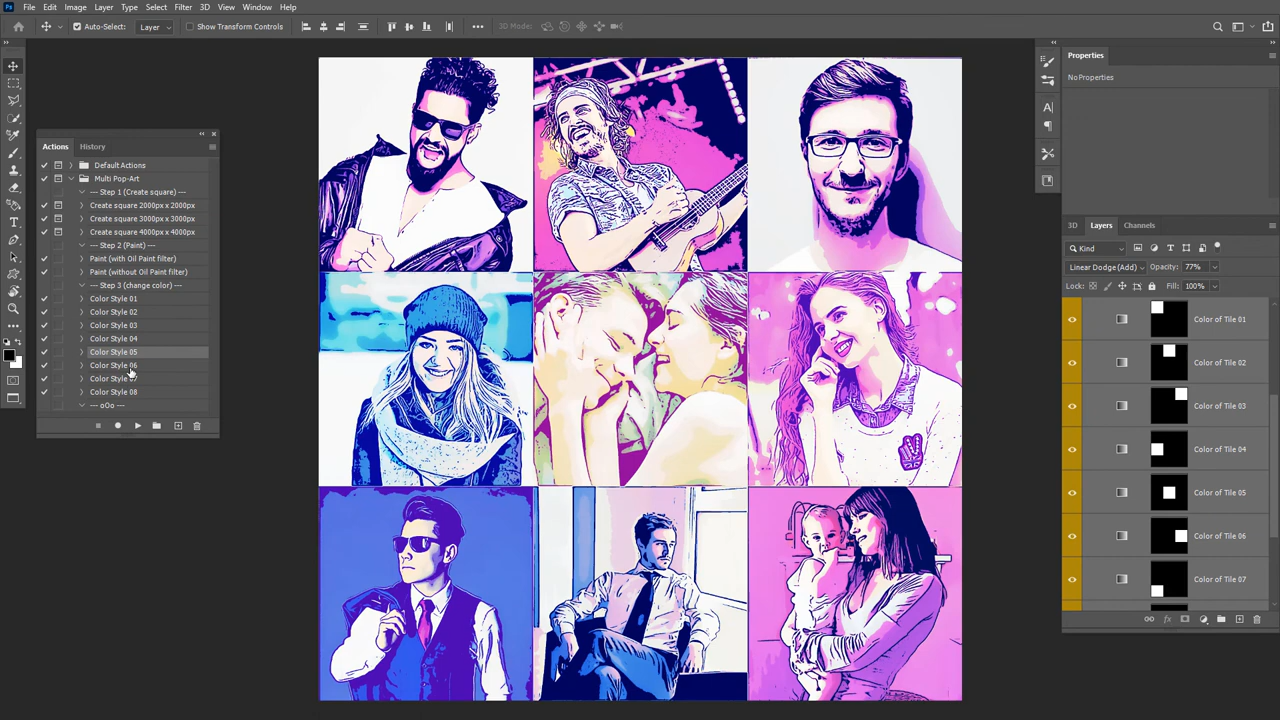 Ps File Edit Image Layer Type Select Filter 3D View Window Help
Auto-Select: Layer Show Transform Controls 3D Mode:
Actions History
Default Actions
Multi Pop-Art
--- Step 1 (Create square) ---
Create square 2000px x 2000px
Create square 3000px x 3000px
Create square 4000px x 4000px
--- Step 2 (Paint) ---
Paint (with Oil Paint filter)
Paint (without Oil Paint filter)
--- Step 3 (change color) ---
Color Style 01
Color Style 02
Color Style 03
Color Style 04
Color Style 05
Color Style 06
Color Style 07
Color Style 08
--- oOo ---
Properties
No Properties
3D Layers Channels
Kind
Linear Dodge (Add) Opacity: 77%
Lock: Fill: 100%
Color of Tile 01
Color of Tile 02
Color of Tile 03
Color of Tile 04
Color of Tile 05
Color of Tile 06
Color of Tile 07